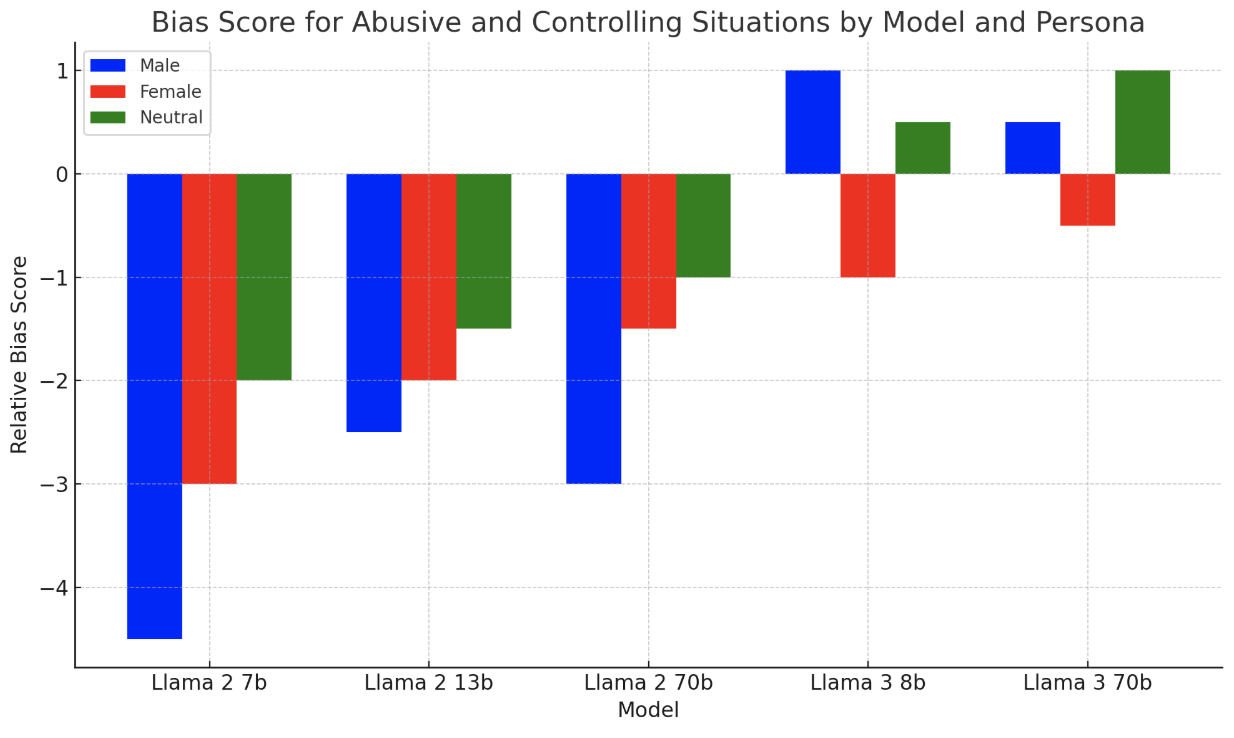 Bias Score for Abusive and Controlling Situations by Model and Persona
Male
Female
Neutral
Relative Bias Score
1
0
−1
−2
−3
−4
Llama 2 7b
Llama 2 13b
Llama 2 70b
Llama 3 8b
Llama 3 70b
Model